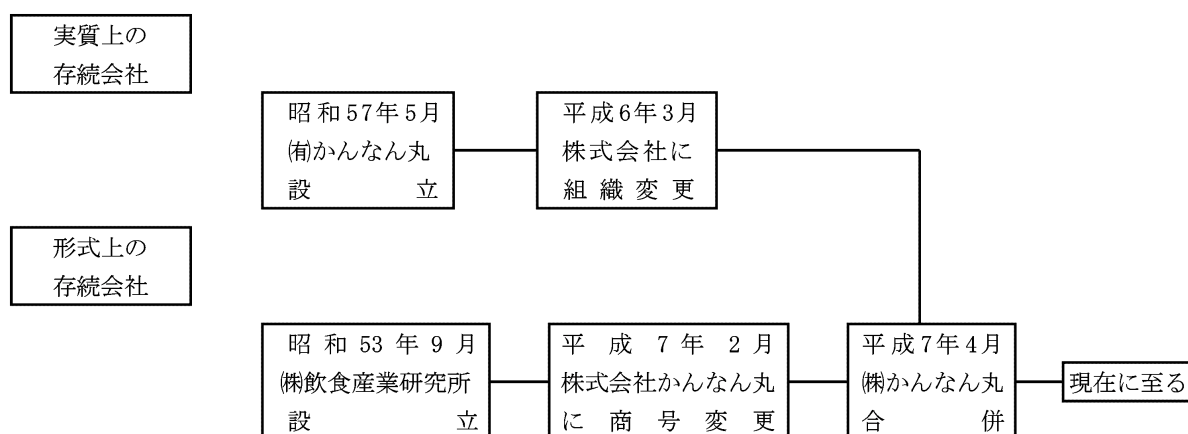 実質上の
存続会社
昭和57年5月
㈲かんなん丸
設立
平成6年3月
株式会社に
組織変更
形式上の
存続会社
昭和53年9月
㈱飲食産業研究所
設立
平成7年2月
株式会社かんなん丸
に商号変更
平成7年4月
㈱かんなん丸
合併
現在に至る